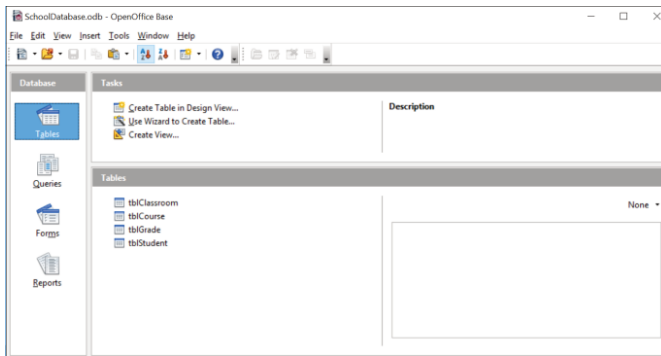 SchoolDatabase.odb - OpenOffice Base
File Edit View Insert Tools Window Help
Database
Tables
Queries
Forms
Reports
Tasks
Create Table in Design View...
Use Wizard to Create Table...
Create View...
Description
Tables
tblClassroom
tblCourse
tblGrade
tblStudent
None